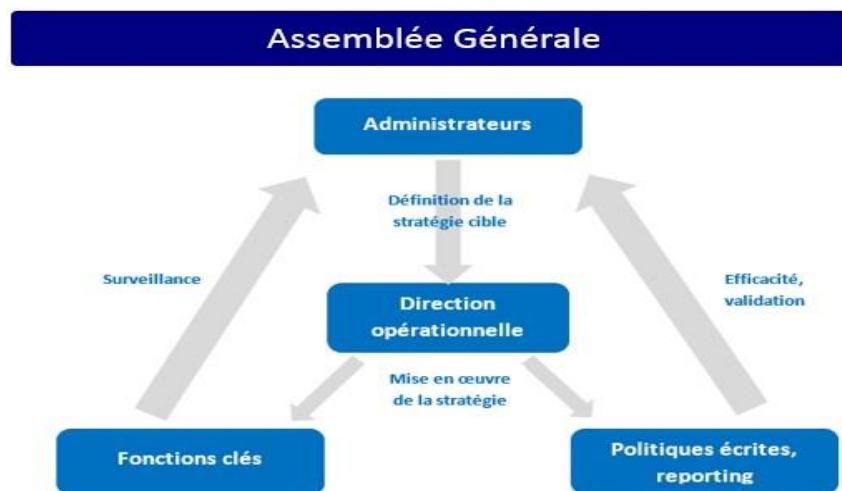 Assemblée Générale
Administrateurs
Définition de la
stratégie cible
Surveillance
Efficacité,
validation
Direction
opérationnelle
Mise en œuvre
de la stratégie
Fonctions clés
Politiques écrites,
reporting